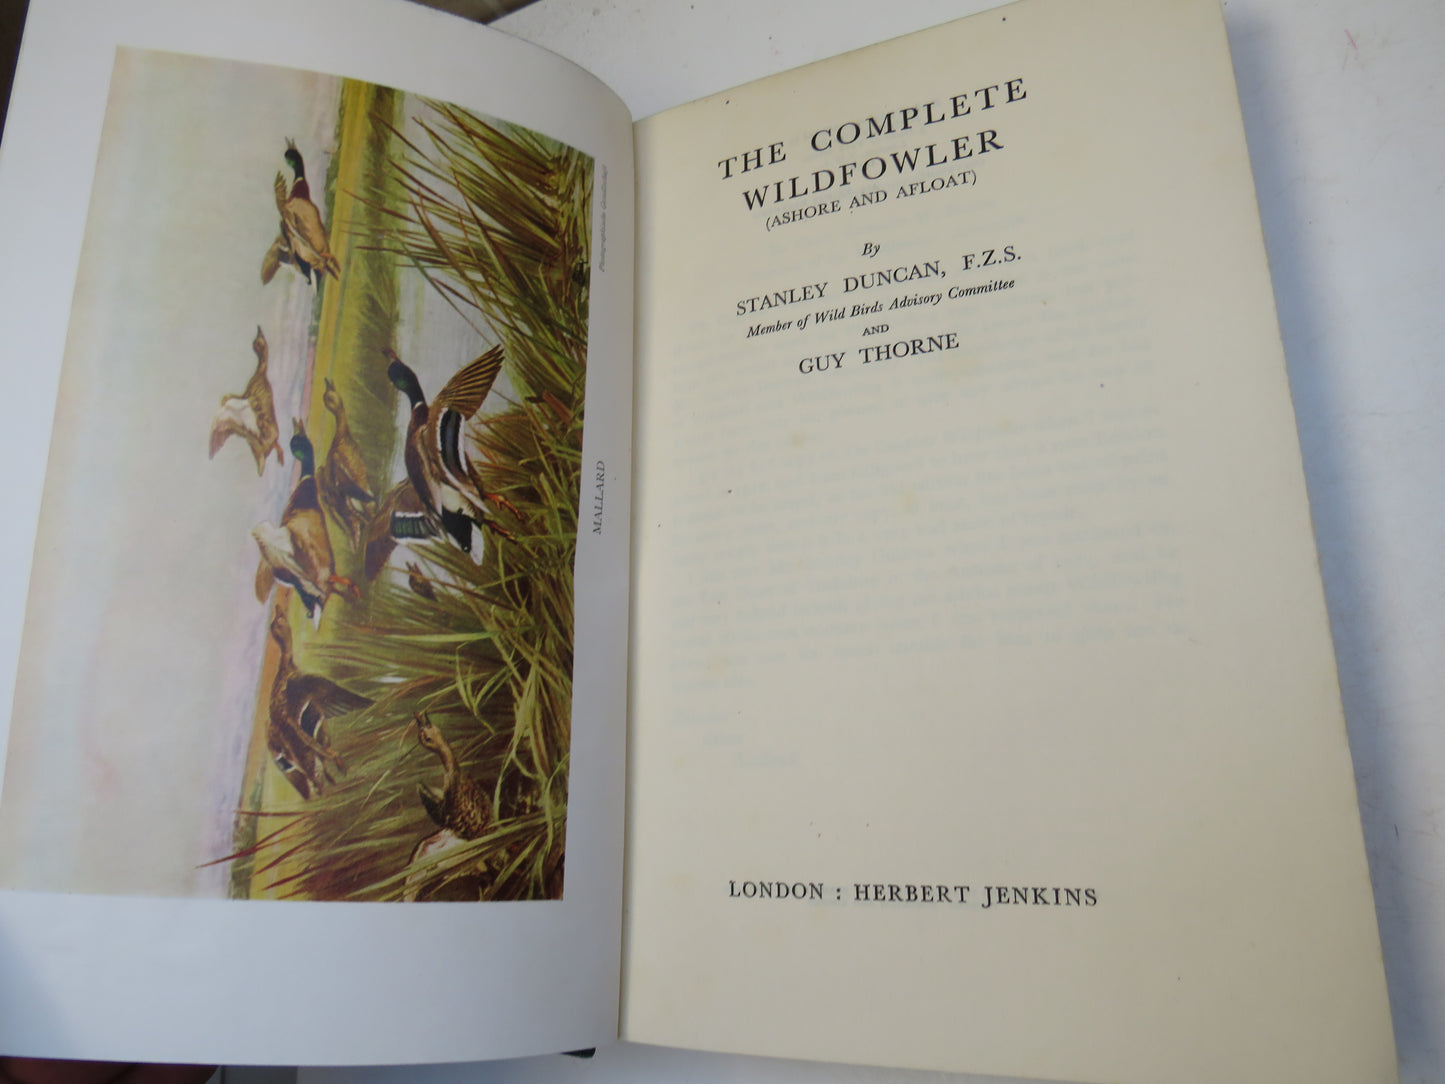 MALLARD
THE COMPLETE
WILDFOWLER
(ASHORE AND AFLOAT)
By
STANLEY DUNCAN, F.Z.S.
Member of Wild Birds Advisory Committee
AND
GUY THORNE
LONDON : HERBERT JENKINS